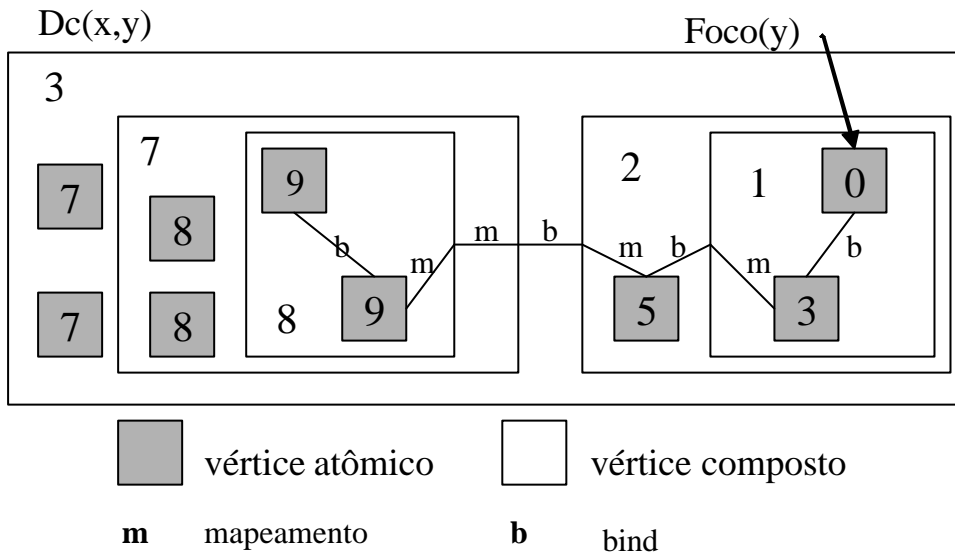 Dc(x,y)
Foco(y)
3
7
9
2
1
0
7
8
b
m
m
b
m
b
m
b
7
8
8
9
5
3
vértice atômico
vértice composto
m mapeamento
b bind